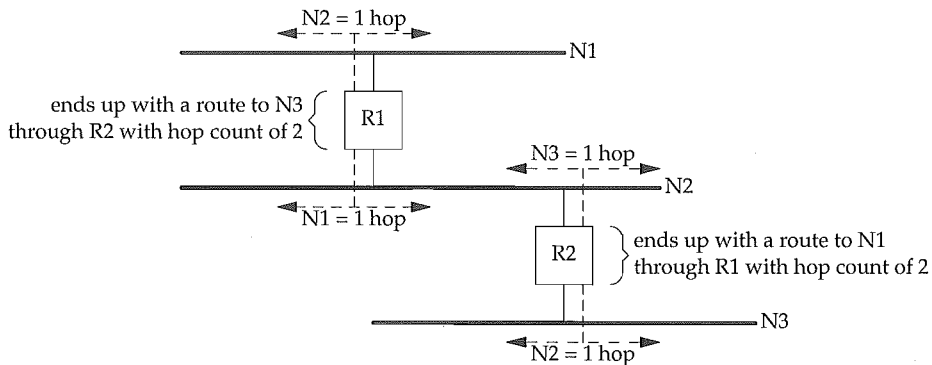 N2 = 1 hop
N1
ends up with a route to N3
through R2 with hop count of 2
R1
N3 = 1 hop
N2
N1 = 1 hop
R2
ends up with a route to N1
through R1 with hop count of 2
N3
N2 = 1 hop